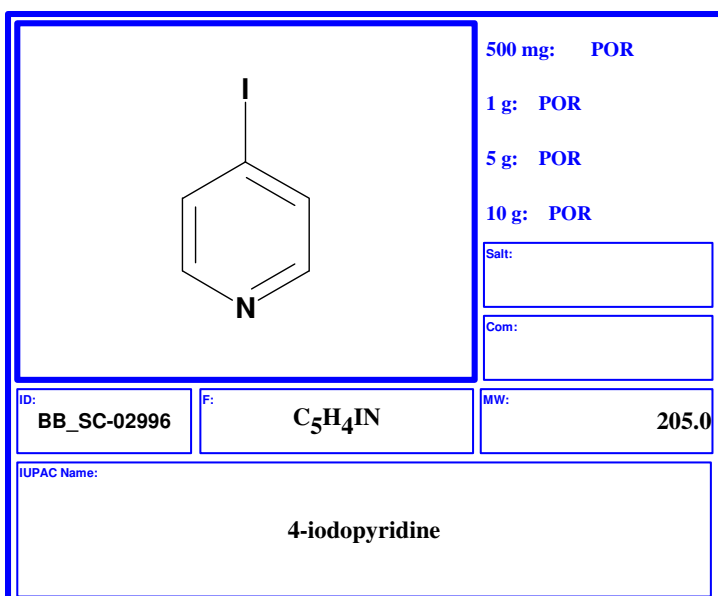 I
N
500 mg: POR
1 g: POR
5 g: POR
10 g: POR
Salt:
Com:
ID:
BB_SC-02996
F:
C5H4IN
MW:
205.0
IUPAC Name:
4-iodopyridine